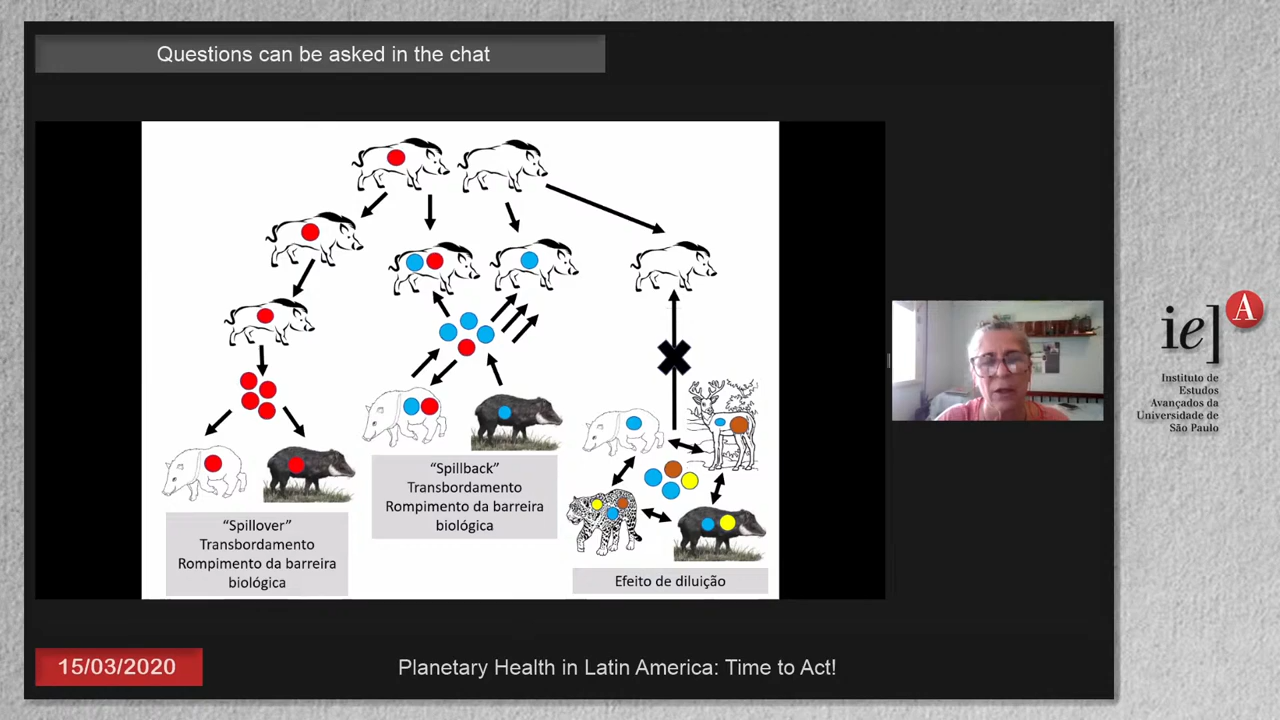 Questions can be asked in the chat
“Spillover”
Transbordamento
Rompimento da barreira
biológica
“Spillback”
Transbordamento
Rompimento da barreira
biológica
Efeito de diluição
A
ie]
Instituto de
Estudos
Avançados da
Universidade de
São Paulo
15/03/2020
Planetary Health in Latin America: Time to Act!